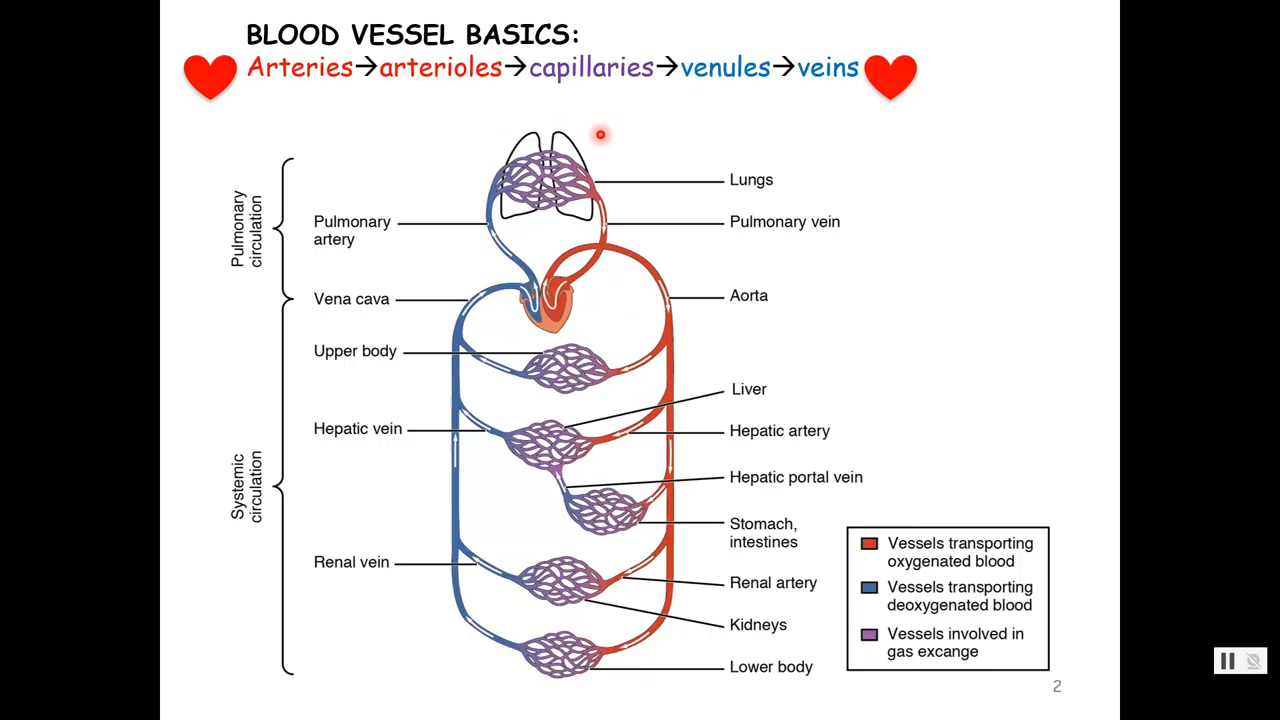 BLOOD VESSEL BASICS:
Arteries→arterioles→capillaries→venules→veins
Pulmonary
circulation
Systemic
circulation
Pulmonary
artery
Vena cava
Upper body
Hepatic vein
Renal vein
Lungs
Pulmonary vein
Aorta
Liver
Hepatic artery
Hepatic portal vein
Stomach,
intestines
Renal artery
Kidneys
Lower body
Vessels transporting
oxygenated blood
Vessels transporting
deoxygenated blood
Vessels involved in
gas excange
2